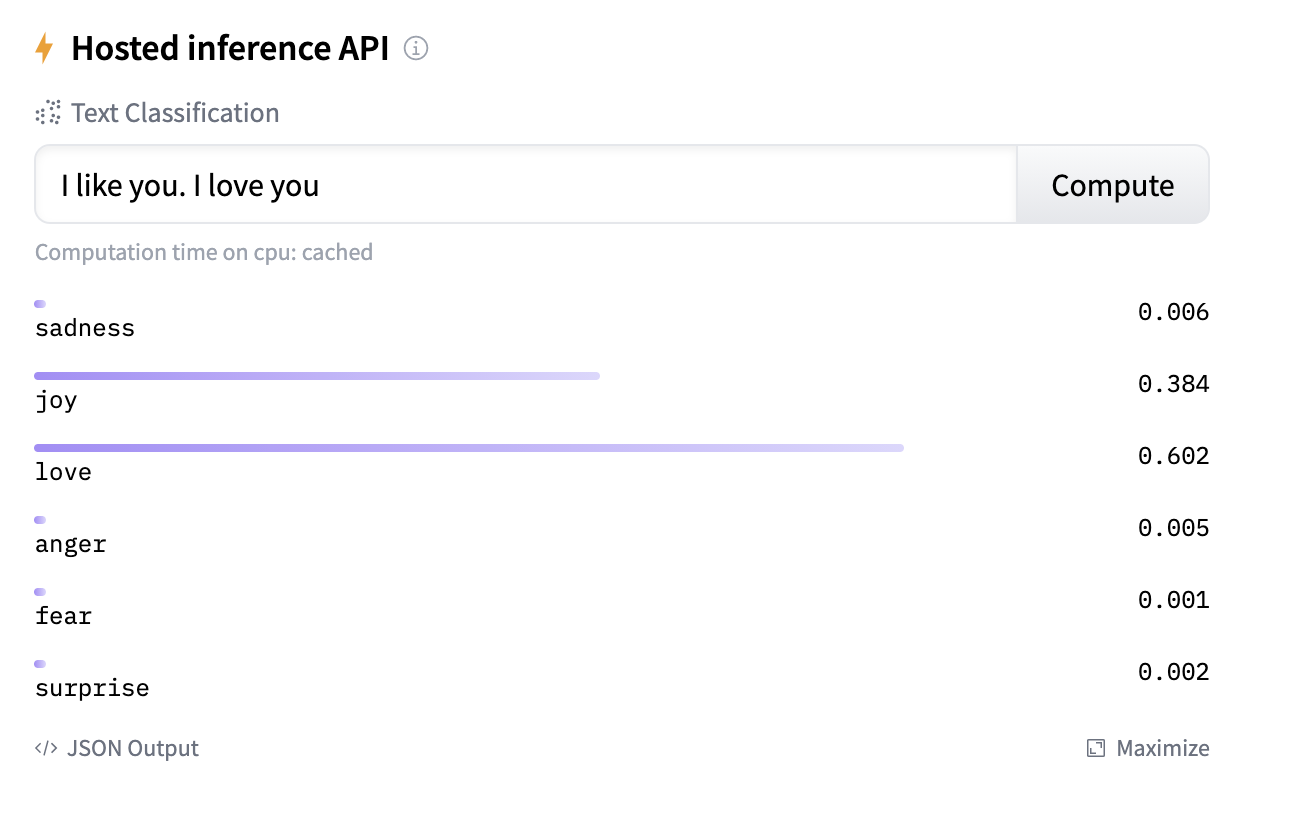 Hosted inference API
Text Classification
I like you. I love you
Compute
Computation time on cpu: cached
sadness 0.006
joy 0.384
love 0.602
anger 0.005
fear 0.001
surprise 0.002
</> JSON Output
Maximize